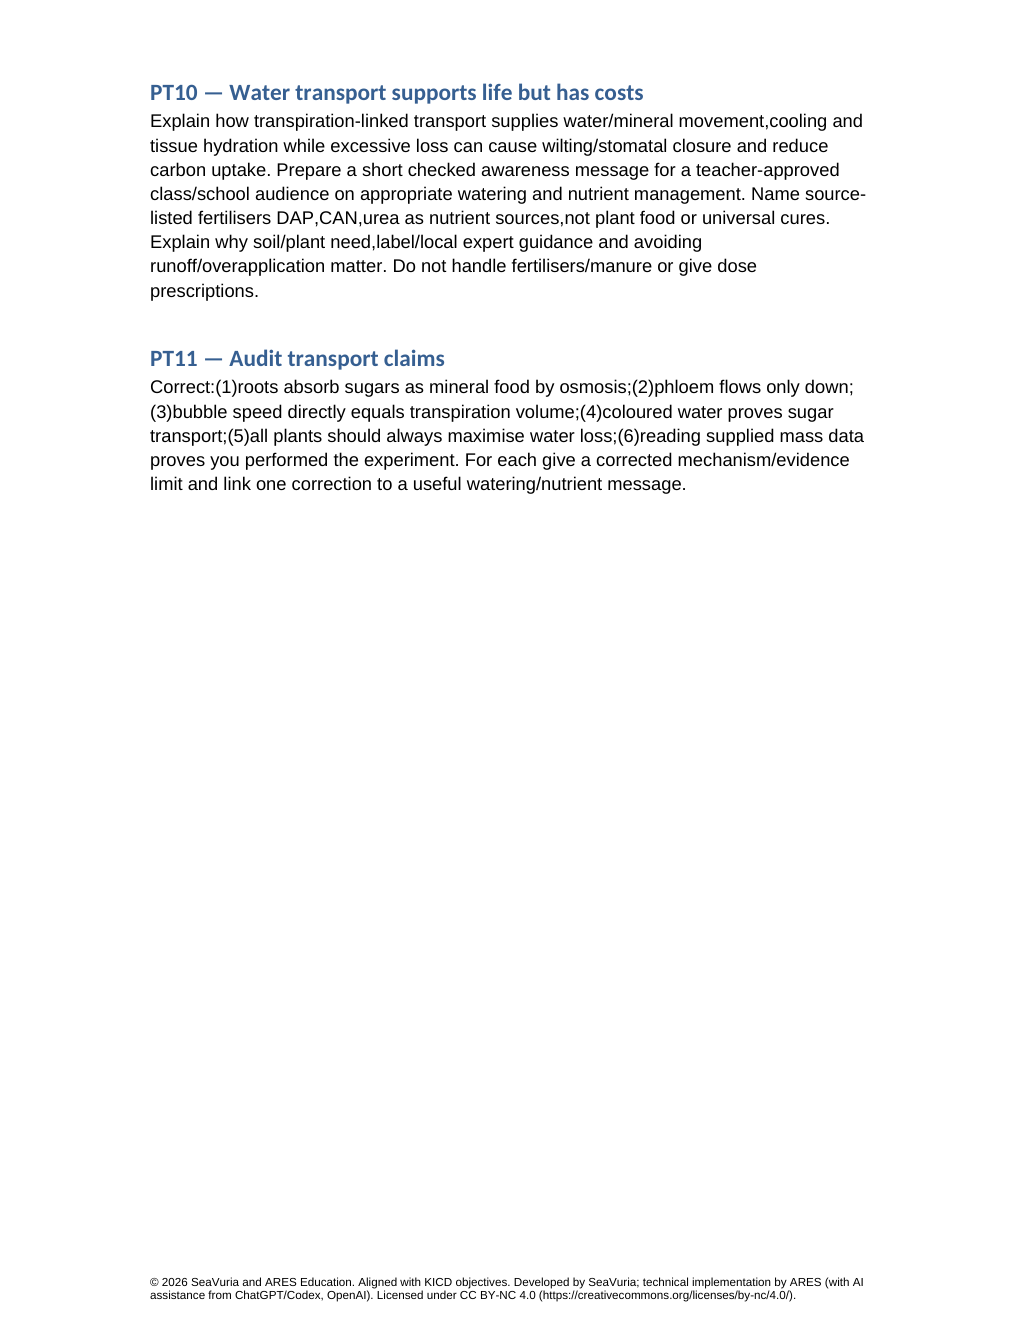 PT10 — Water transport supports life but has costs
Explain how transpiration-linked transport supplies water/mineral movement,cooling and
tissue hydration while excessive loss can cause wilting/stomatal closure and reduce
carbon uptake. Prepare a short checked awareness message for a teacher-approved
class/school audience on appropriate watering and nutrient management. Name source-
listed fertilisers DAP,CAN,urea as nutrient sources,not plant food or universal cures.
Explain why soil/plant need,label/local expert guidance and avoiding
runoff/overapplication matter. Do not handle fertilisers/manure or give dose
prescriptions.
PT11 — Audit transport claims
Correct:(1)roots absorb sugars as mineral food by osmosis;(2)phloem flows only down;
(3)bubble speed directly equals transpiration volume;(4)coloured water proves sugar
transport;(5)all plants should always maximise water loss;(6)reading supplied mass data
proves you performed the experiment. For each give a corrected mechanism/evidence
limit and link one correction to a useful watering/nutrient message.
© 2026 SeaVuria and ARES Education. Aligned with KICD objectives. Developed by SeaVuria; technical implementation by ARES (with AI
assistance from ChatGPT/Codex, OpenAI). Licensed under CC BY-NC 4.0 (https://creativecommons.org/licenses/by-nc/4.0/).